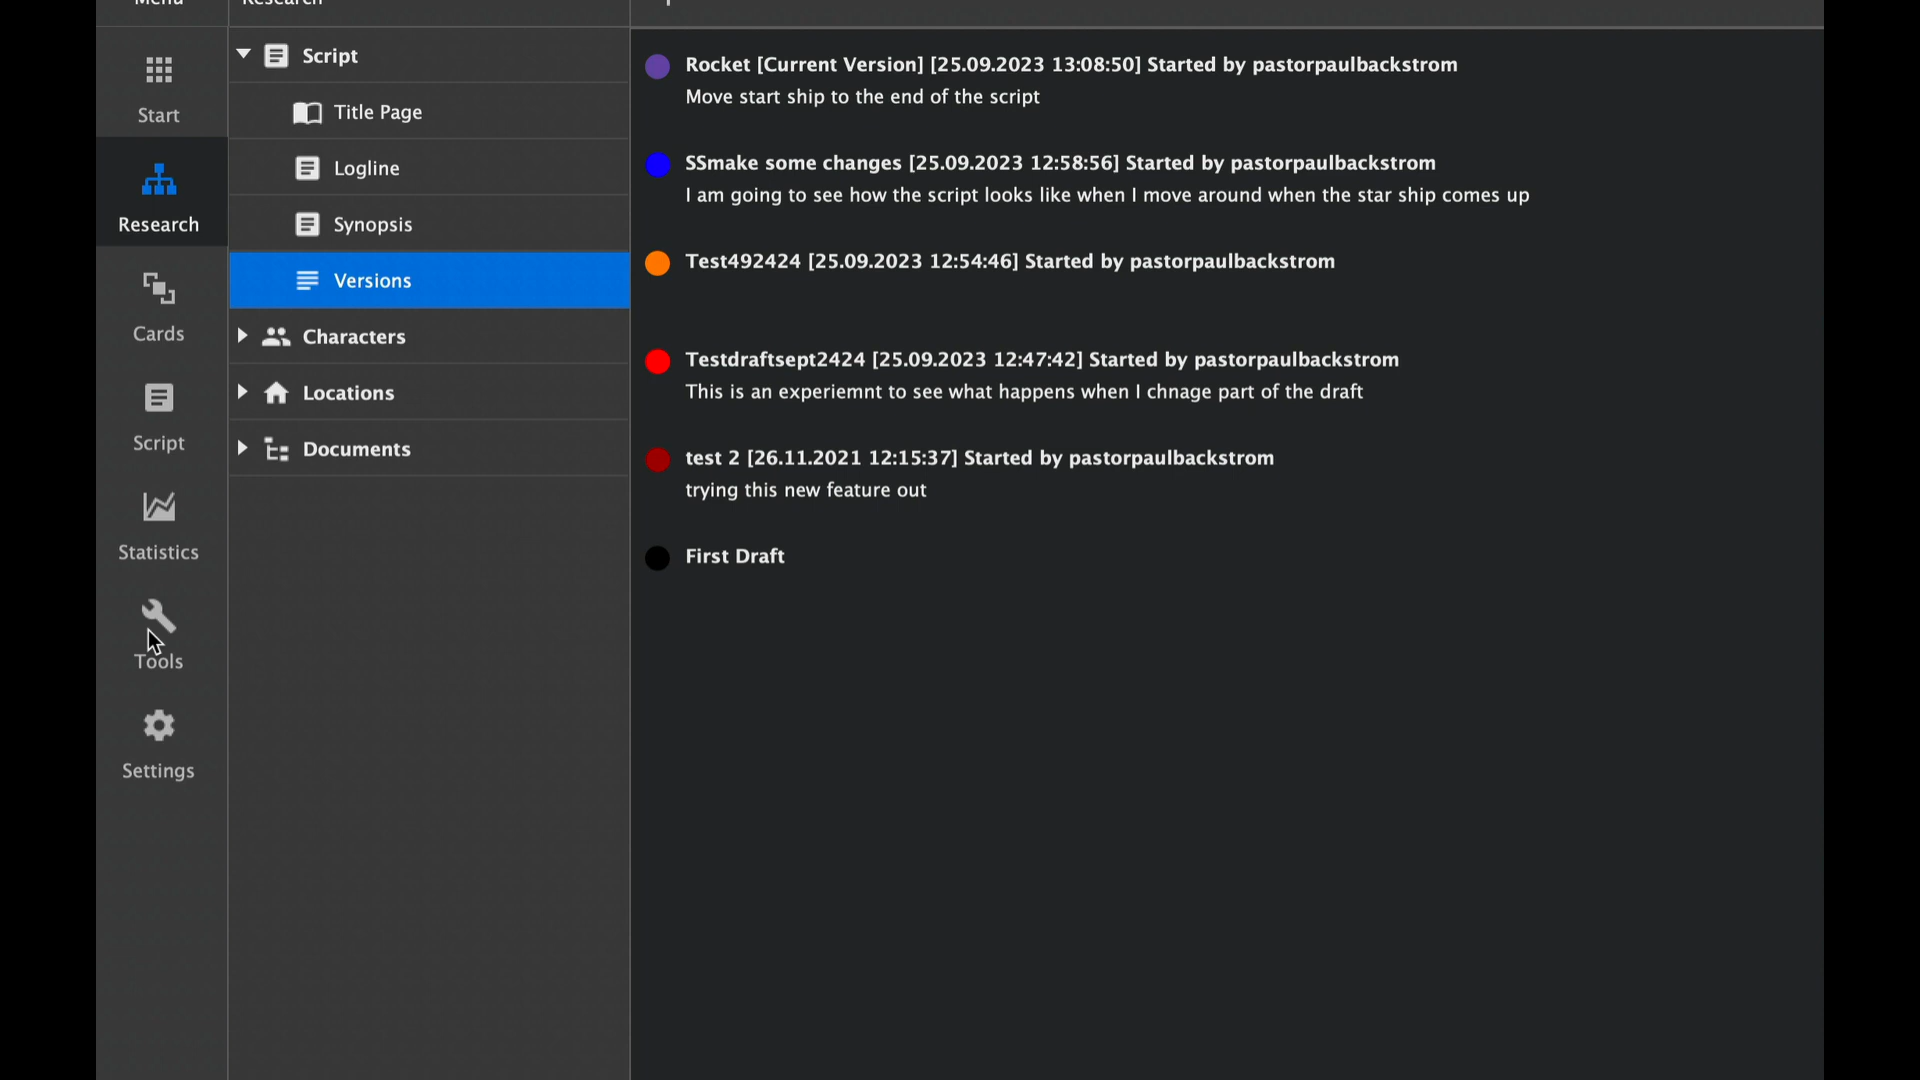 Menu
Research
Start
Research
Cards
Script
Statistics
Tools
Settings
Script
Title Page
Logline
Synopsis
Versions
Characters
Locations
Documents
Rocket [Current Version] [25.09.2023 13:08:50] Started by pastorpaulbackstrom
Move start ship to the end of the script
SSmake some changes [25.09.2023 12:58:56] Started by pastorpaulbackstrom
I am going to see how the script looks like when I move around when the star ship comes up
Test492424 [25.09.2023 12:54:46] Started by pastorpaulbackstrom
Testdraftsept2424 [25.09.2023 12:47:42] Started by pastorpaulbackstrom
This is an experiemnt to see what happens when I chnage part of the draft
test 2 [26.11.2021 12:15:37] Started by pastorpaulbackstrom
trying this new feature out
First Draft